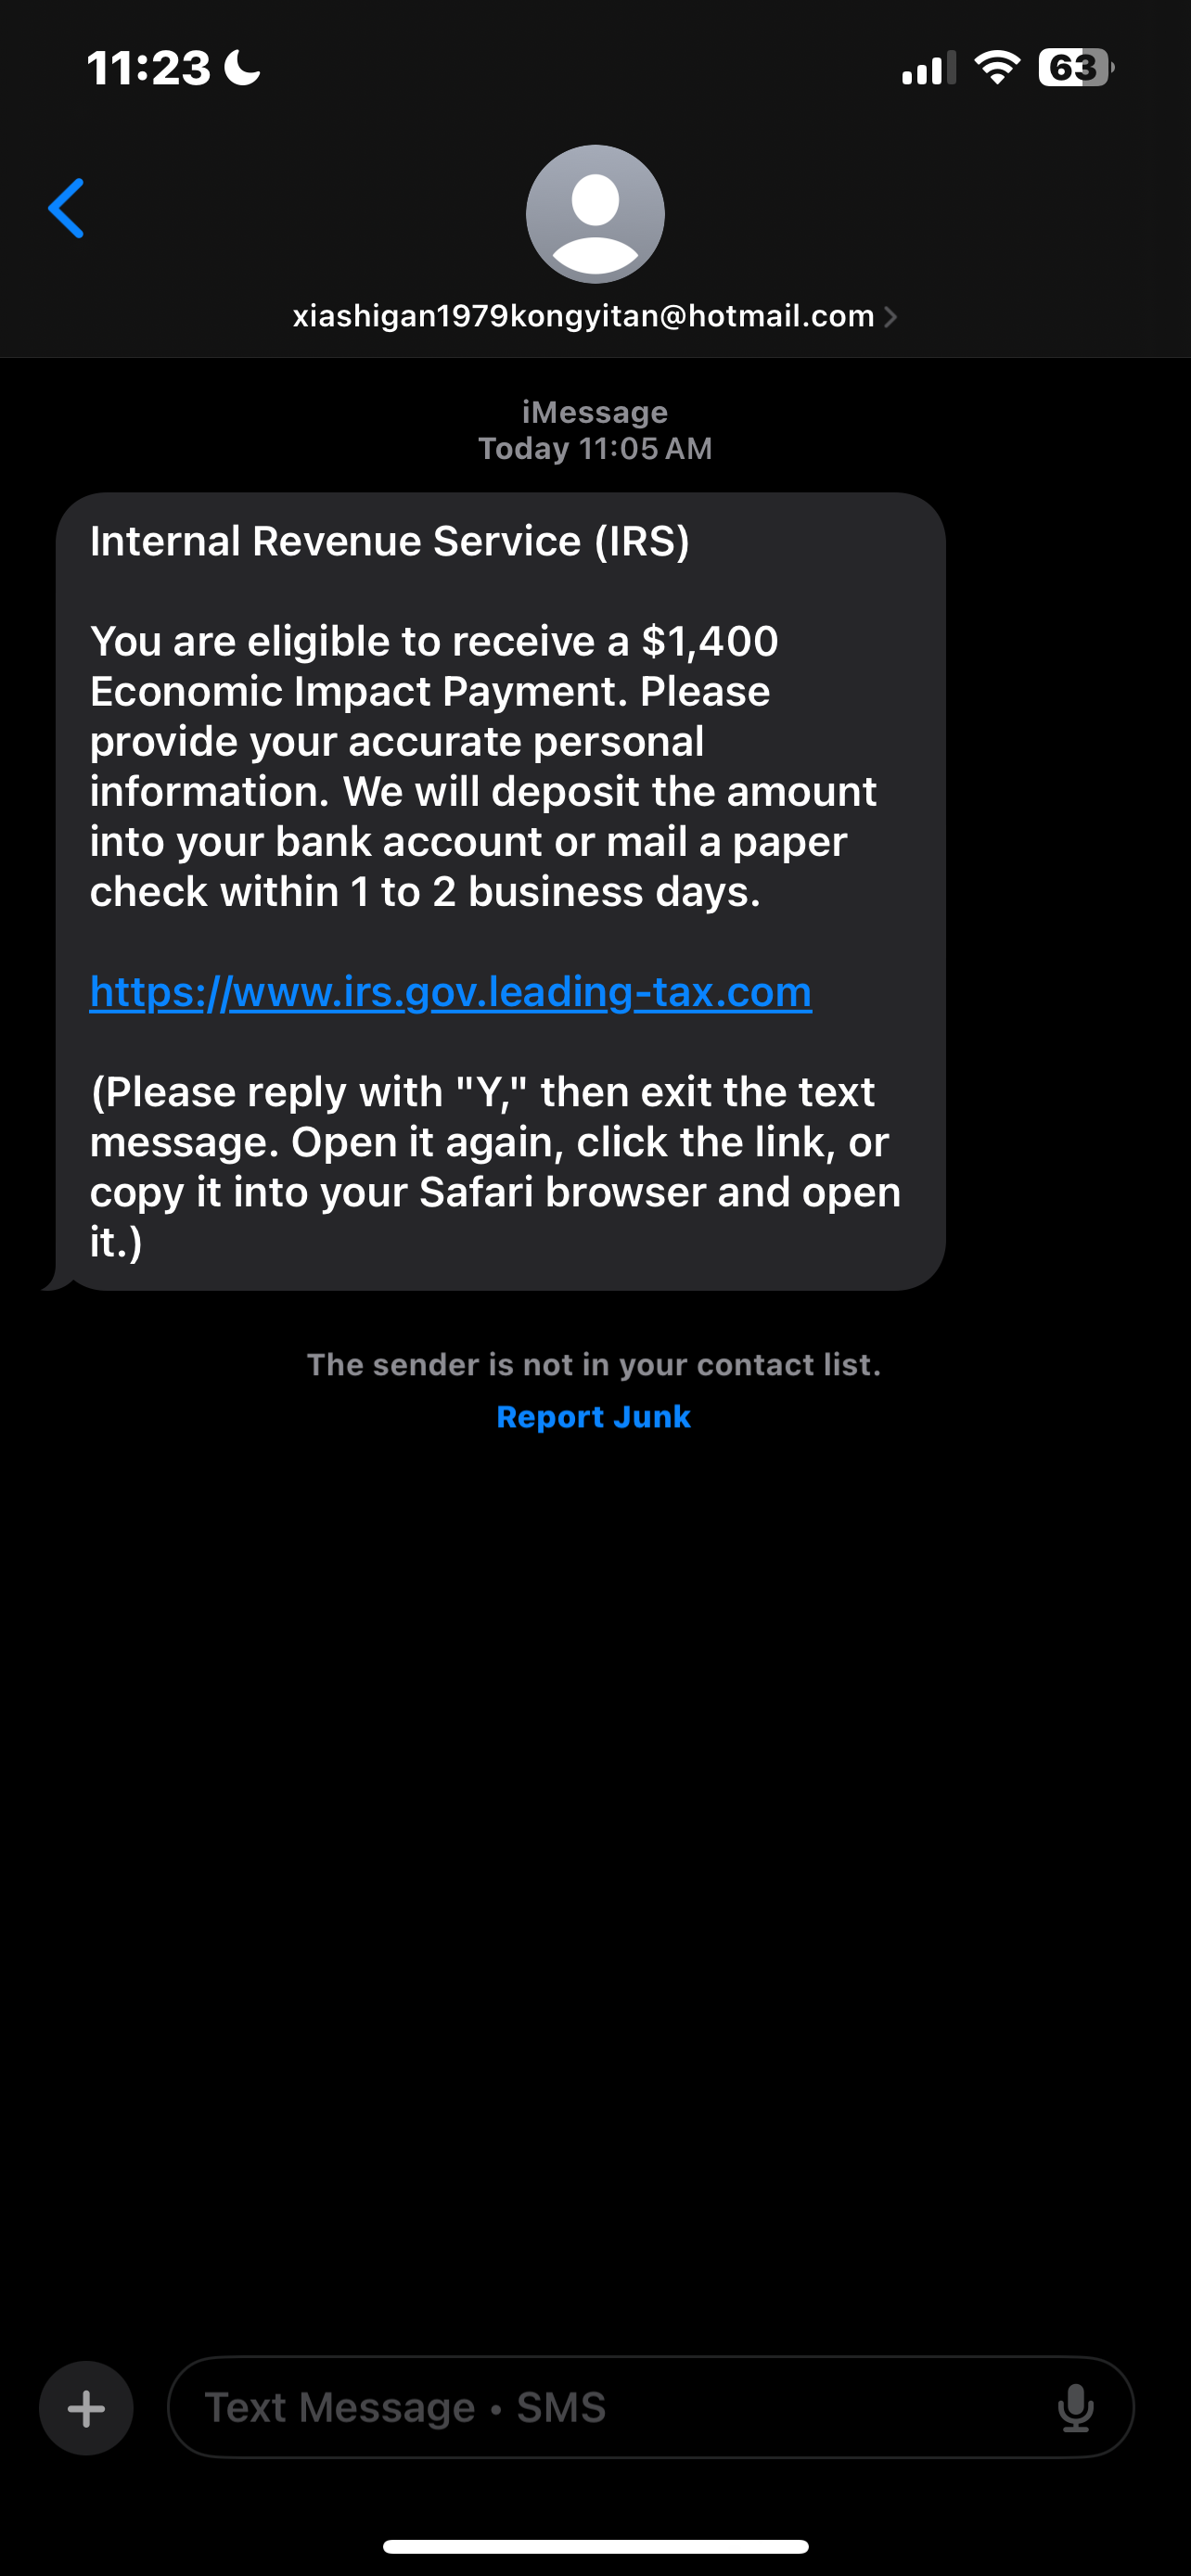 11:23
63
xiashigan1979kongyitan@hotmail.com
iMessage
Today 11:05 AM
Internal Revenue Service (IRS)
You are eligible to receive a $1,400
Economic Impact Payment. Please
provide your accurate personal
information. We will deposit the amount
into your bank account or mail a paper
check within 1 to 2 business days.
https://www.irs.gov.leading-tax.com
(Please reply with "Y," then exit the text
message. Open it again, click the link, or
copy it into your Safari browser and open
it.)
The sender is not in your contact list.
Report Junk
Text Message • SMS